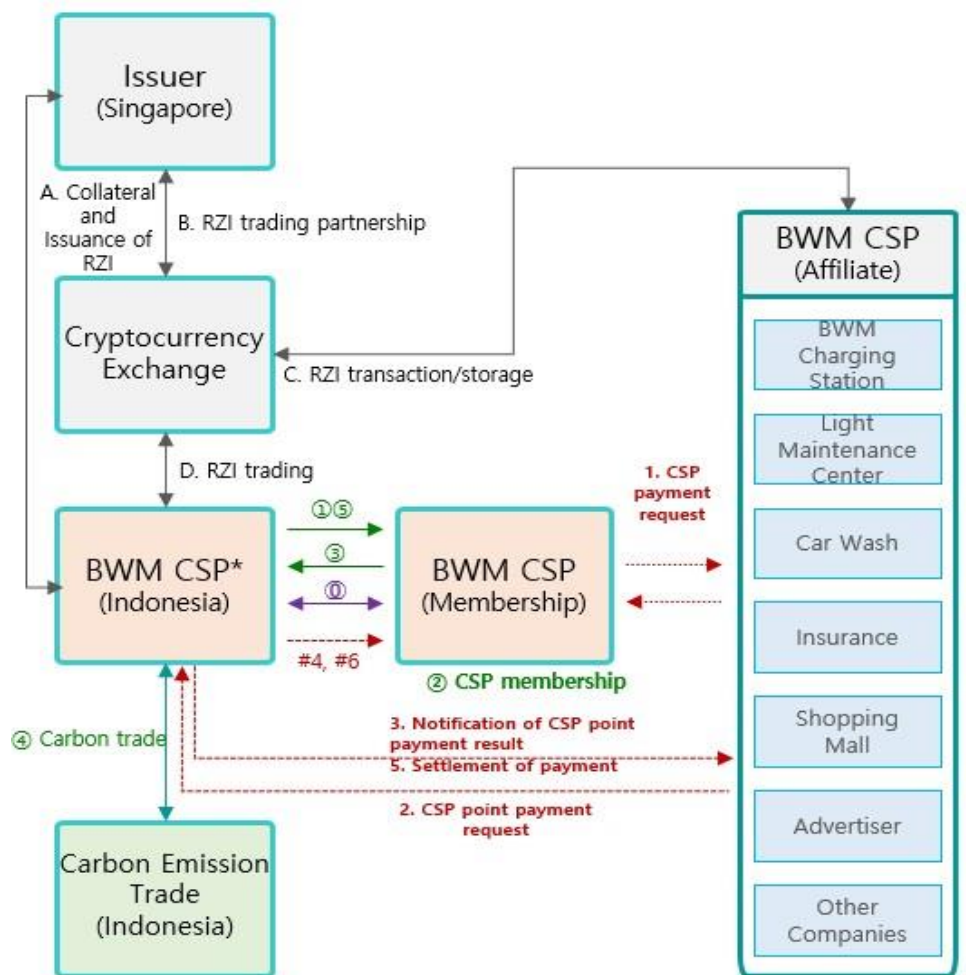 Issuer
(Singapore)
A. Collateral
and
Issuance of
RZI
B. RZI trading partnership
Cryptocurrency
Exchange
C. RZI transaction/storage
D. RZI trading
BWM CSP*
(Indonesia)
①⑤
③
⓪
#4, #6
BWM CSP
(Membership)
② CSP membership
1. CSP
payment
request
④ Carbon trade
3. Notification of CSP point
payment result
5. Settlement of payment
2. CSP point payment
request
Carbon Emission
Trade
(Indonesia)
BWM CSP
(Affiliate)
BWM
Charging
Station
Light
Maintenance
Center
Car Wash
Insurance
Shopping
Mall
Advertiser
Other
Companies